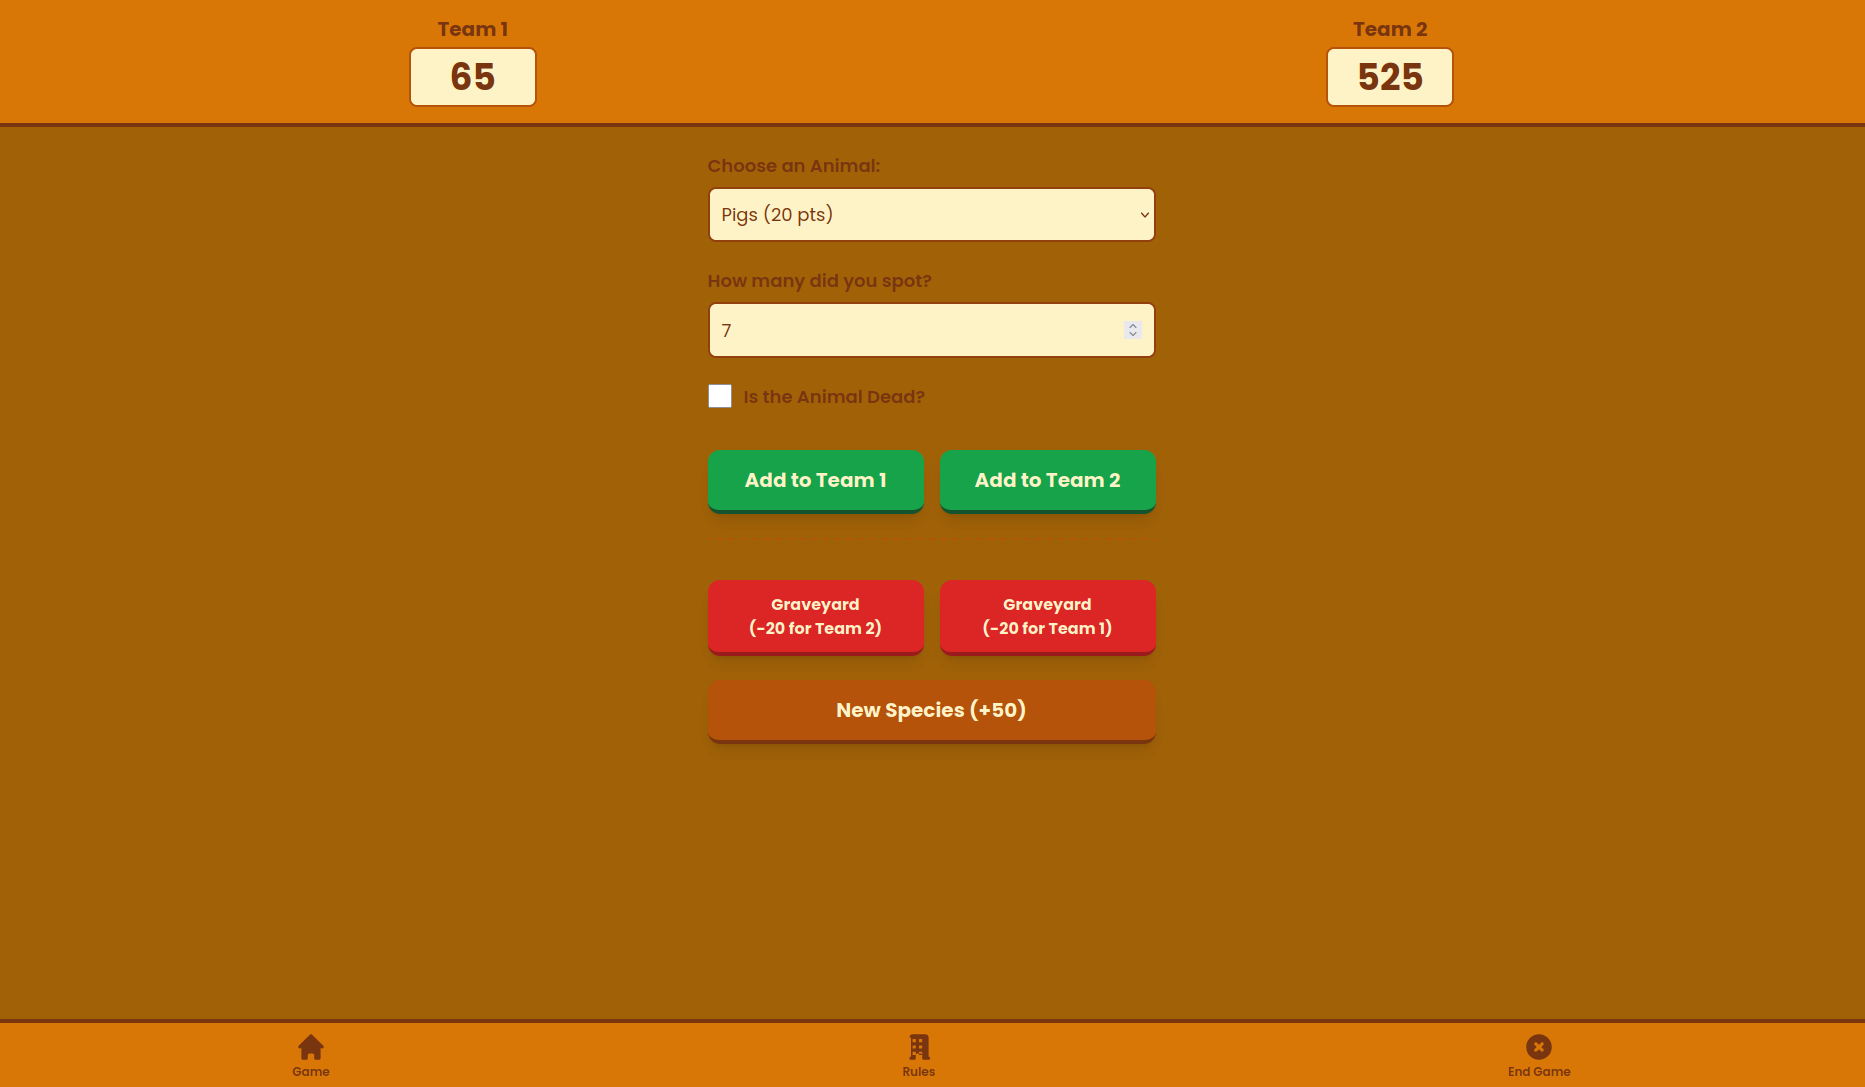 Team 1
65
Team 2
525
Choose an Animal:
Pigs (20 pts)
How many did you spot?
7
Is the Animal Dead?
Add to Team 1
Add to Team 2
Graveyard
(-20 for Team 2)
Graveyard
(-20 for Team 1)
New Species (+50)
Game
Rules
End Game